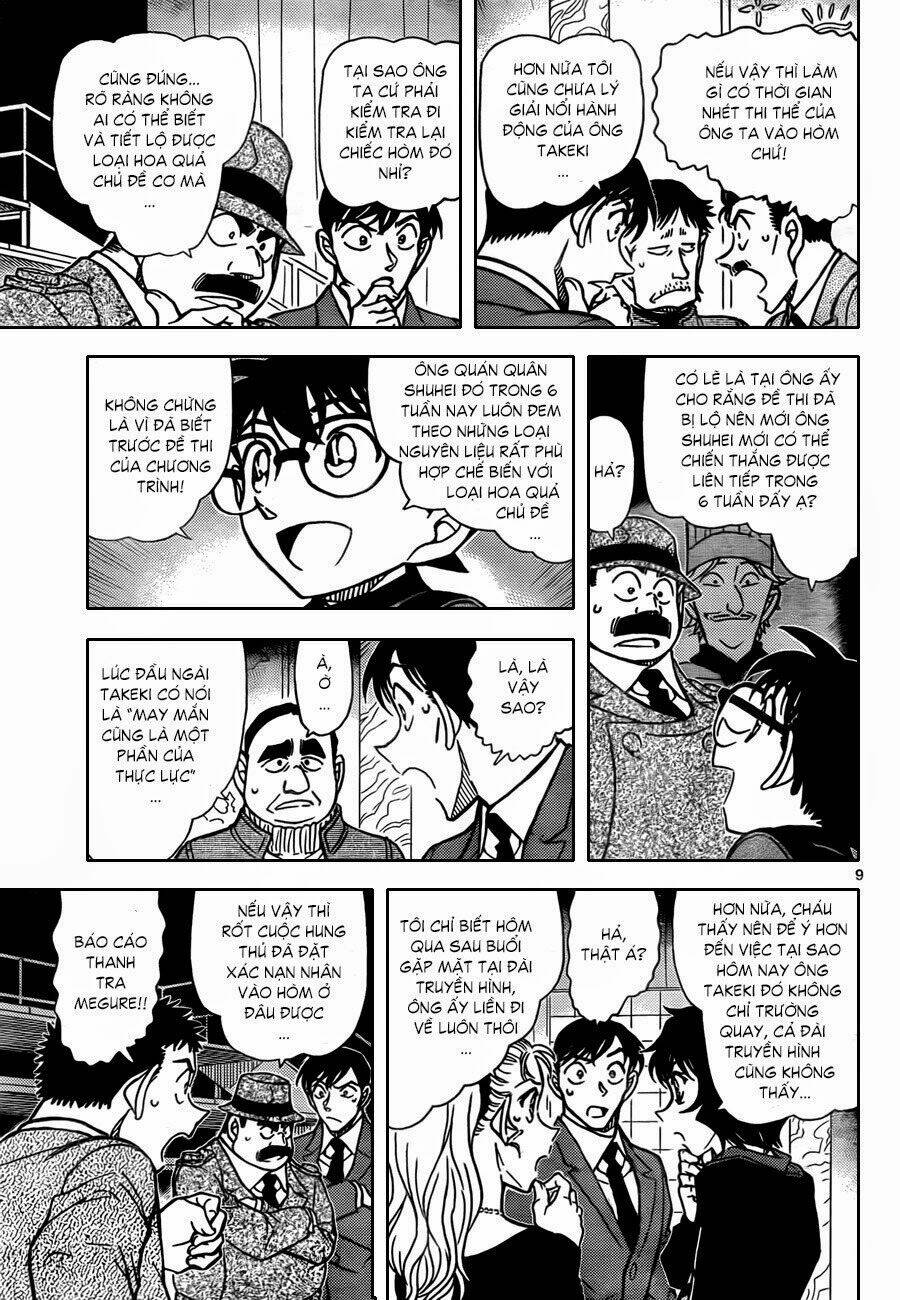 NẾU VẬY THÌ LÀM
GÌ CÓ THỜI GIAN
NHÉT THI THỂ CỦA
ÔNG TA VÀO HÒM
CHỨ!
HƠN NỮA TÔI
CŨNG CHƯA LÝ
GIẢI NỔI HÀNH
ĐỘNG CỦA ÔNG
TAKEKI
...
TẠI SAO ÔNG
TA CỨ PHẢI
KIỂM TRA ĐI
KIỂM TRA LẠI
CHIẾC HÒM ĐÓ
NHỈ?
CŨNG ĐÚNG...
RÕ RÀNG KHÔNG
AI CÓ THỂ BIẾT
VÀ TIẾT LỘ ĐƯỢC
LOẠI HOA QUẢ
CHỦ ĐỀ CƠ MÀ
...
CÓ LẼ LÀ TẠI ÔNG ẤY
CHO RẰNG ĐỀ THI ĐÃ
BỊ LỘ NÊN MỚI ÔNG
SHUHEI MỚI CÓ THỂ
CHIẾN THẮNG ĐƯỢC
LIÊN TIẾP TRONG
6 TUẦN ĐẤY Ạ?
HẢ?
ÔNG QUÁN QUÂN
SHUHEI ĐÓ TRONG 6
TUẦN NAY LUÔN ĐEM
THEO NHỮNG LOẠI
NGUYÊN LIỆU RẤT PHÙ
HỢP CHẾ BIẾN VỚI
LOẠI HOA QUẢ
CHỦ ĐỀ
...
KHÔNG CHỪNG
LÀ VÌ ĐÃ BIẾT
TRƯỚC ĐỀ THI
CỦA CHƯƠNG
TRÌNH!
LÀ, LÀ
VẬY
SAO?
À,
Ờ
...
LÚC ĐẦU NGÀI
TAKEKI CÓ NÓI
LÀ "MAY MẮN
CŨNG LÀ MỘT
PHẦN CỦA
THỰC LỰC"
...
9
HƠN NỮA, CHÁU
THẤY NÊN ĐỂ Ý HƠN
ĐẾN VIỆC TẠI SAO
HÔM NAY ÔNG
TAKEKI ĐÓ KHÔNG
CHỈ TRƯỜNG
QUAY, CẢ ĐÀI
TRUYỀN HÌNH
CŨNG KHÔNG
THẤY...
HẢ,
THẬT Á?
TÔI CHỈ BIẾT HÔM
QUA SAU BUỔI
GẶP MẶT TẠI ĐÀI
TRUYỀN HÌNH,
ÔNG ẤY LIỀN ĐI
VỀ LUÔN THÔI
...
NẾU VẬY THÌ
RỐT CUỘC HUNG
THỦ ĐÃ ĐẶT
XÁC NẠN NHÂN
VÀO HÒM Ở
ĐÂU ĐƯỢC
...
BÁO CÁO
THANH
TRA
MEGURE!!